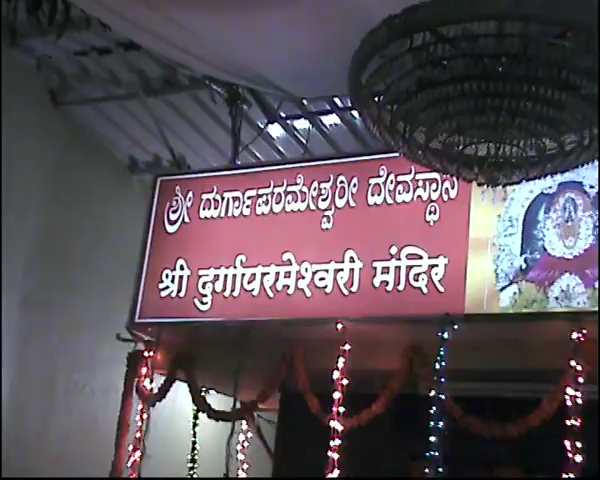 ಶ್ರೀ ದುರ್ಗಾಪರಮೇಶ್ವರೀ ದೇವಸ್ಥಾನ
श्री दुर्गापरमेश्वरी मंदिर